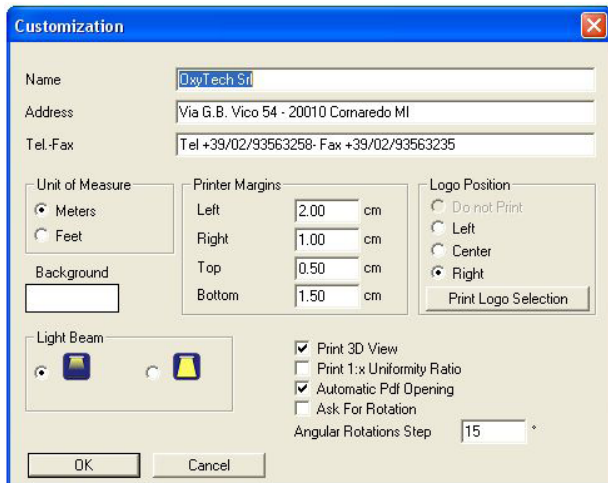 Customization
Name OxyTech Srl
Address Via G.B. Vico 54 - 20010 Cornaredo MI
Tel.-Fax Tel +39/02/93563258- Fax +39/02/93563235
Unit of Measure
Meters
Feet
Background
Printer Margins
Left 2.00 cm
Right 1.00 cm
Top 0.50 cm
Bottom 1.50 cm
Logo Position
Do not Print
Left
Center
Right
Print Logo Selection
Light Beam
Print 3D View
Print 1:x Uniformity Ratio
Automatic Pdf Opening
Ask For Rotation
Angular Rotations Step 15 °
OK Cancel